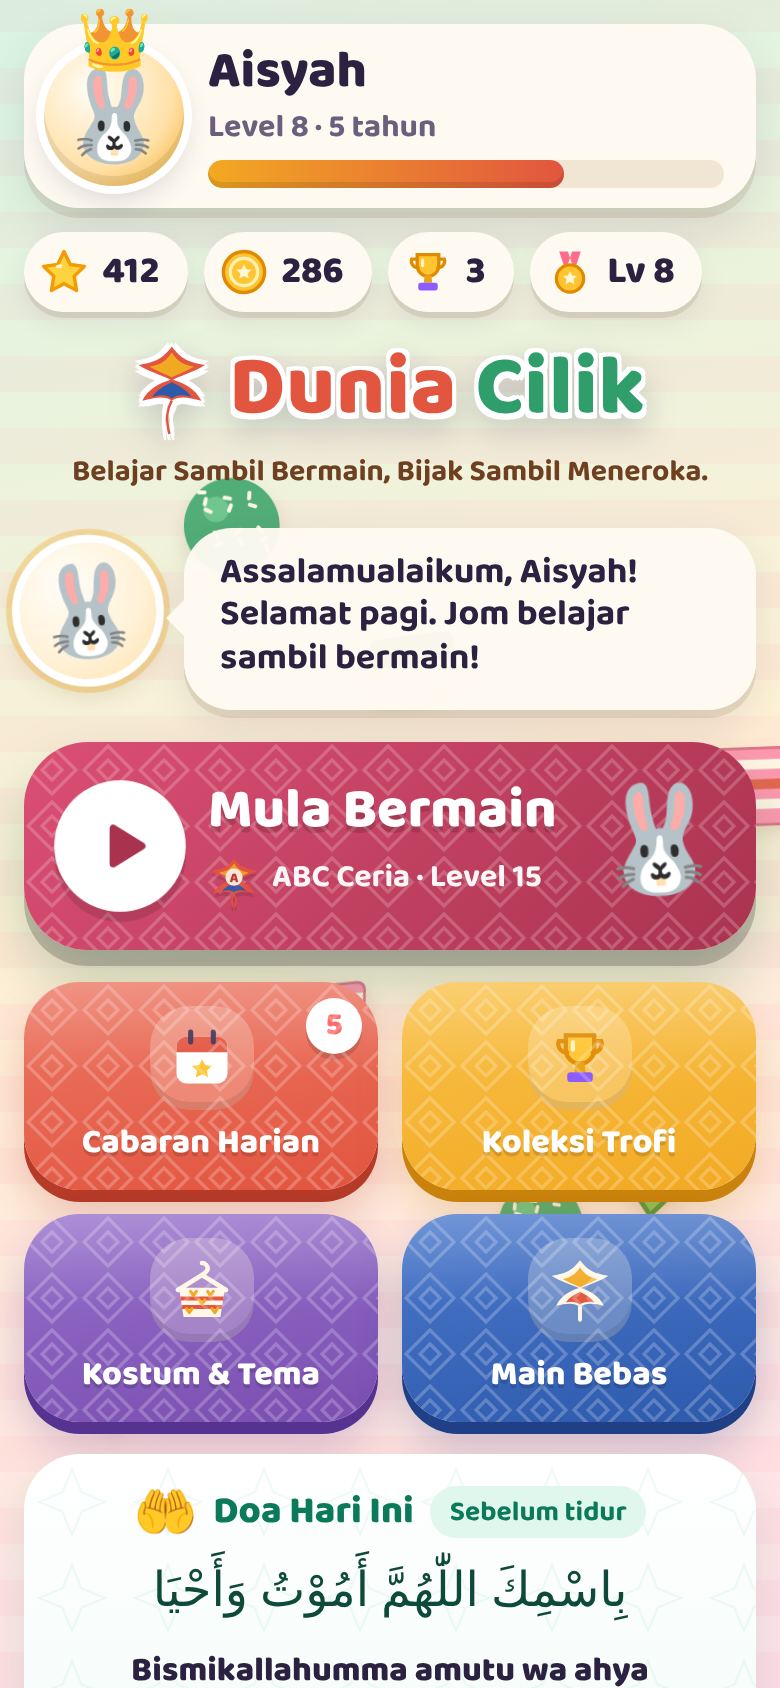 Aisyah
Level 8 · 5 tahun
412
286
3
Lv 8
Dunia Cilik
Belajar Sambil Bermain, Bijak Sambil Meneroka.
Assalamualaikum, Aisyah!
Selamat pagi. Jom belajar
sambil bermain!
Mula Bermain
A
ABC Ceria · Level 15
5
Cabaran Harian
Koleksi Trofi
Kostum & Tema
Main Bebas
Doa Hari Ini
Sebelum tidur
بِاسْمِكَ اللّٰهُمَّ أَمُوْتُ وَأَحْيَا
Bismikallahumma amutu wa ahya